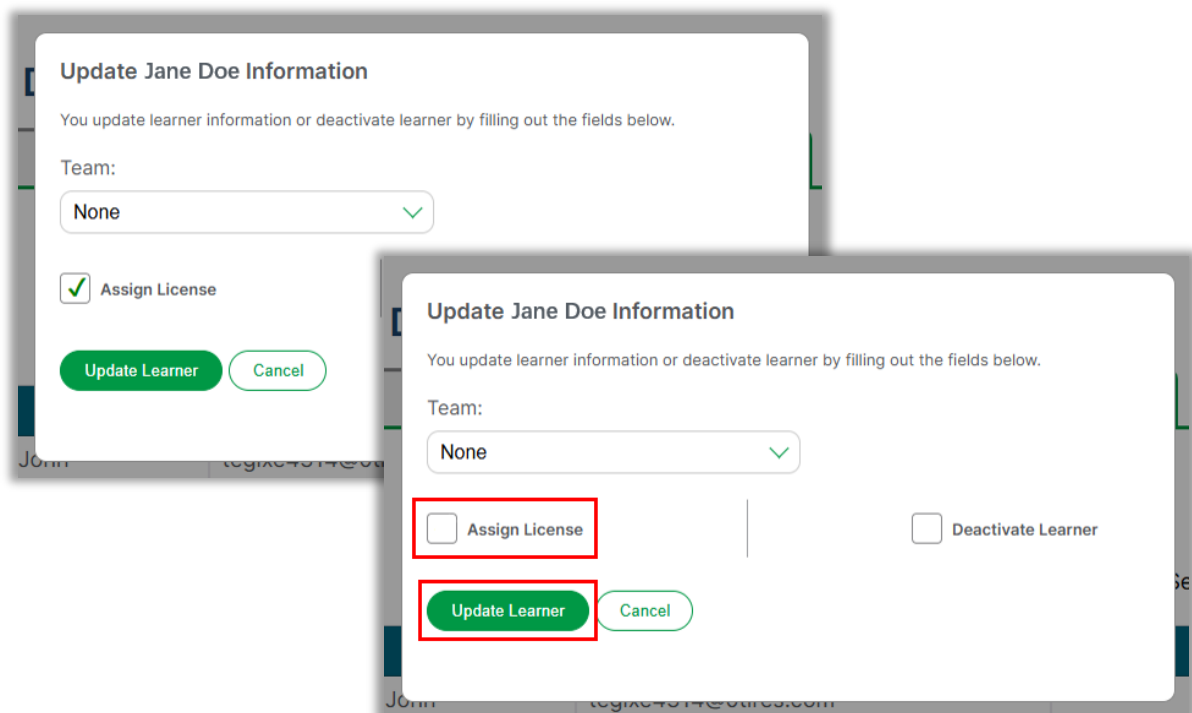 Update Jane Doe Information
You update learner information or deactivate learner by filling out the fields below.
Team:
None
Assign License
Update Learner
Cancel
John
Update Jane Doe Information
You update learner information or deactivate learner by filling out the fields below.
Team:
None
Assign License
Deactivate Learner
Update Learner
Cancel
John